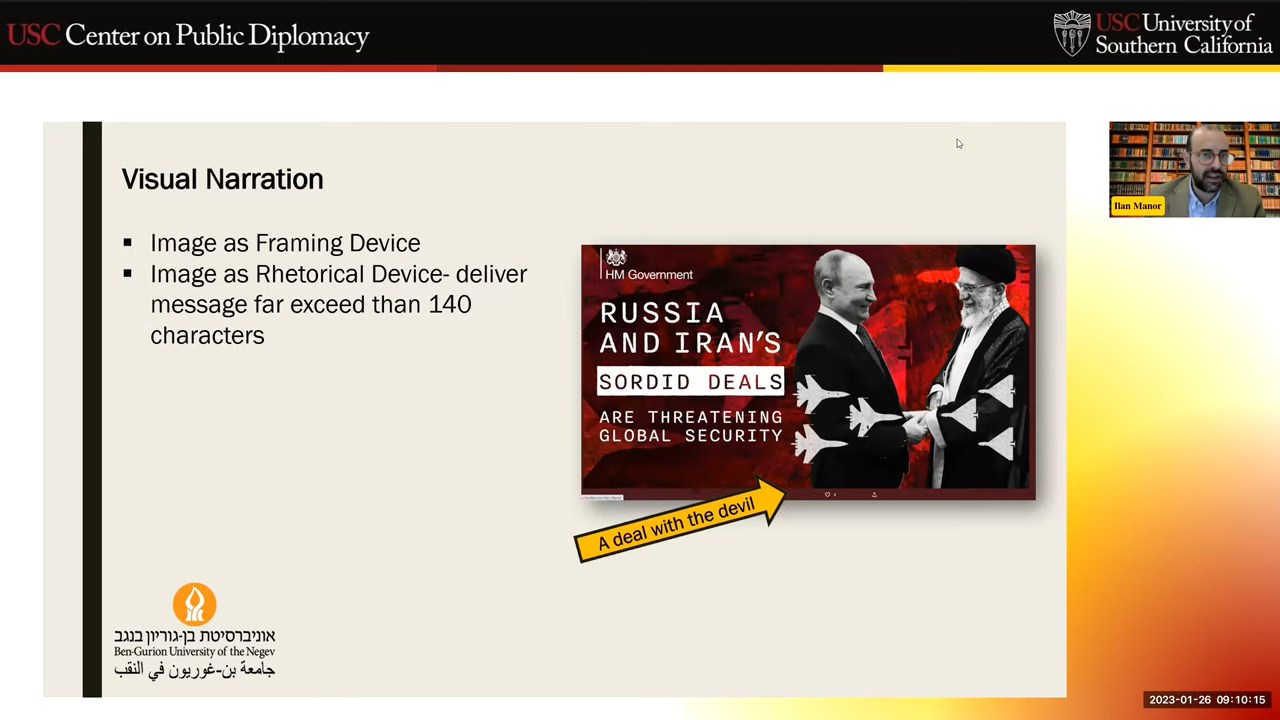 USC Center on Public Diplomacy
USC University of
Southern California
Visual Narration
Image as Framing Device
Image as Rhetorical Device- deliver
message far exceed than 140
characters
HM Government
RUSSIA
AND IRAN'S
SORDID DEALS
ARE THREATENING
GLOBAL SECURITY
A deal with the devil
Ilan Manor
אוניברסיטת בן-גוריון בנגב
Ben-Gurion University of the Negev
جامعة بن-غوريون في النقب
2023-01-26 09:10:15